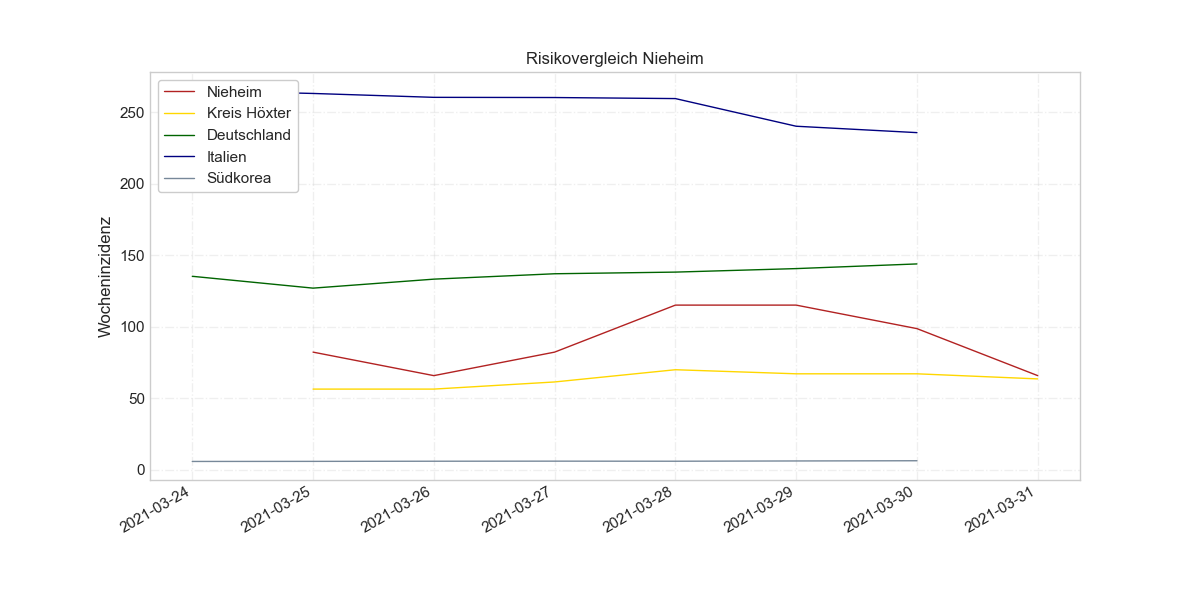 Risikovergleich Nieheim
Nieheim
Kreis Höxter
Deutschland
Italien
Südkorea
Wocheninzidenz
250
200
150
100
50
0
2021-03-24
2021-03-25
2021-03-26
2021-03-27
2021-03-28
2021-03-29
2021-03-30
2021-03-31